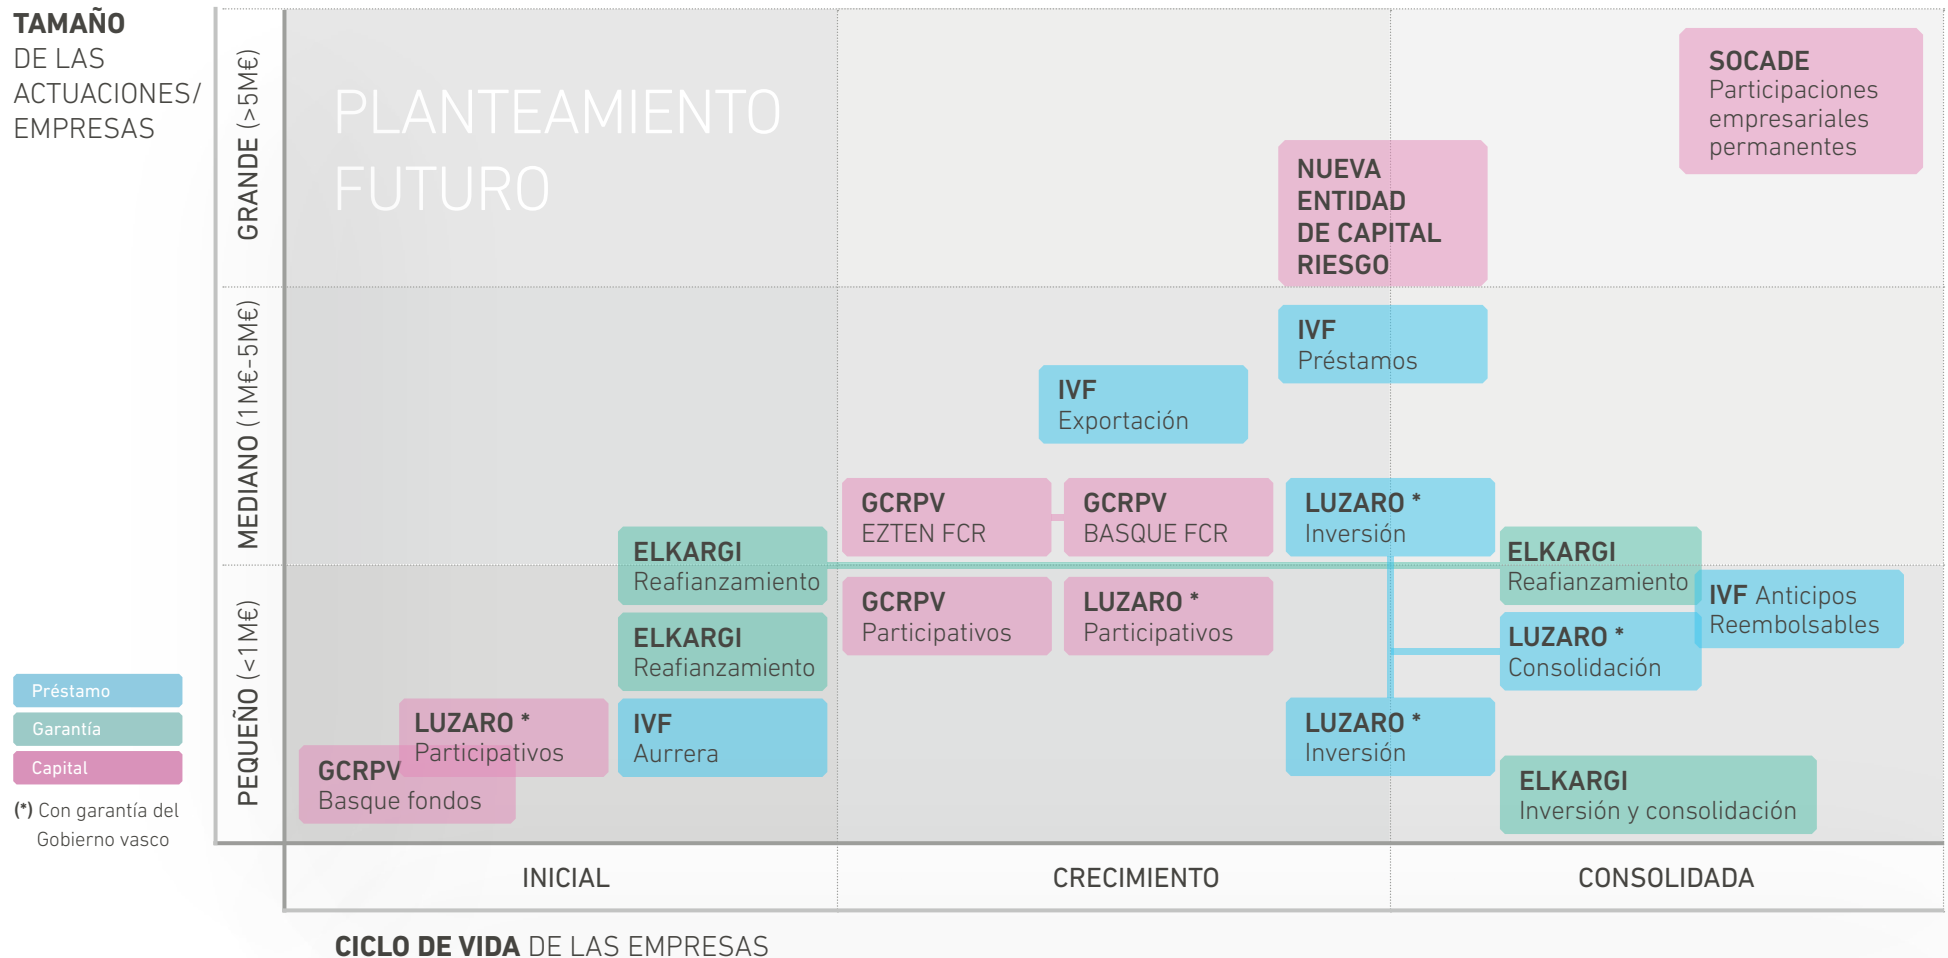 TAMAÑO
DE LAS
ACTUACIONES/
EMPRESAS
GRANDE (>5M€)
MEDIANO (1M€-5M€)
PEQUEÑO (<1M€)
PLANTEAMIENTO
FUTURO
SOCADE
Participaciones
empresariales
permanentes
NUEVA
ENTIDAD
DE CAPITAL
RIESGO
IVF
Préstamos
IVF
Exportación
GCRPV
EZTEN FCR
GCRPV
BASQUE FCR
LUZARO *
Inversión
ELKARGI
Reafianzamiento
ELKARGI
Reafianzamiento
GCRPV
Participativos
LUZARO *
Participativos
IVF Anticipos
Reembolsables
ELKARGI
Reafianzamiento
LUZARO *
Consolidación
LUZARO *
Participativos
IVF
Aurrera
LUZARO *
Inversión
GCRPV
Basque fondos
ELKARGI
Inversión y consolidación
Préstamo
Garantía
Capital
(*) Con garantía del
Gobierno vasco
INICIAL
CRECIMIENTO
CONSOLIDADA
CICLO DE VIDA DE LAS EMPRESAS